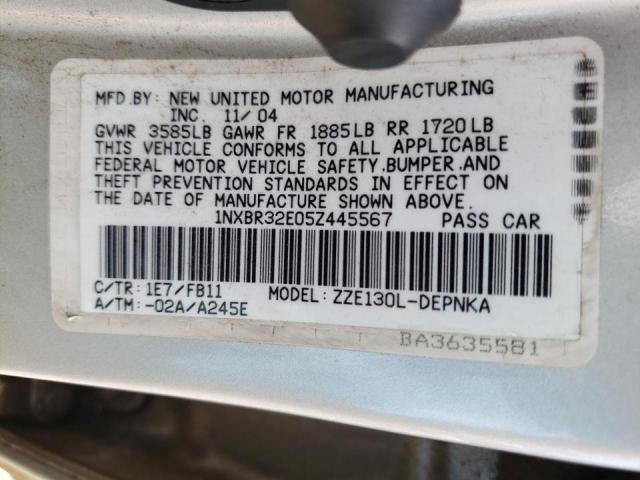 MFD.BY: NEW UNITED MOTOR MANUFACTURING
INC. 11/04
GVWR 3585LB GAWR FR 1885LB RR 1720LB
THIS VEHICLE CONFORMS TO ALL APPLICABLE
FEDERAL MOTOR VEHICLE SAFETY,BUMPER,AND
THEFT PREVENTION STANDARDS IN EFFECT ON
THE DATE OF MANUFACTURE SHOWN ABOVE.
1NXBR32E05Z445567 PASS CAR
C/TR: 1E7/FB11 MODEL: ZZE130L-DEPNKA
A/TM: -02A/A245E
BA3635581